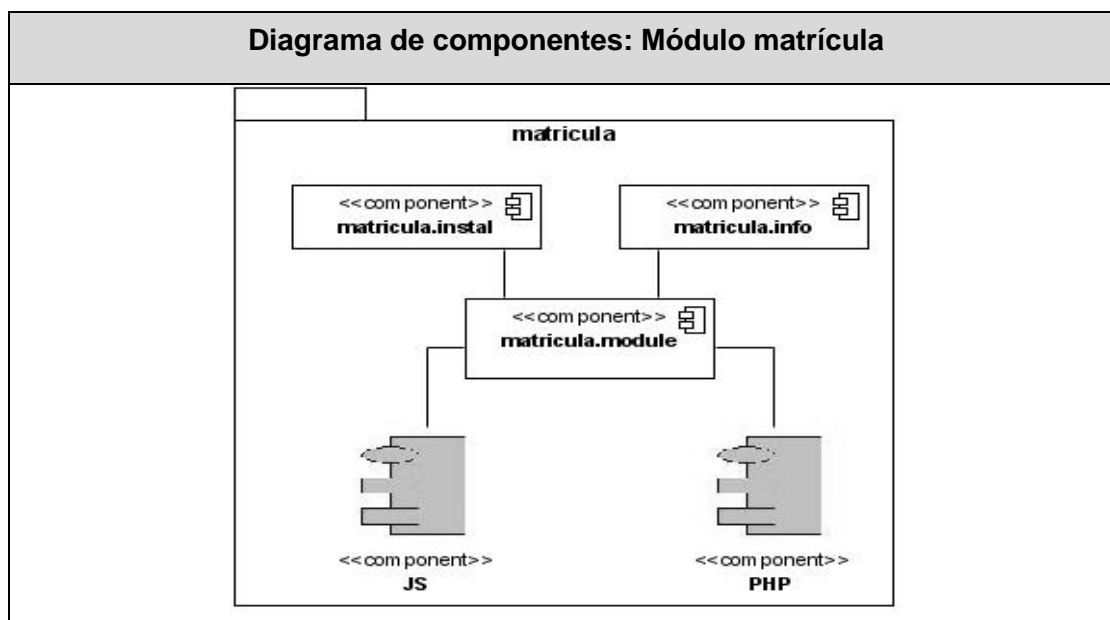 Diagrama de componentes: Módulo matrícula
matricula
<<component>>
matricula.instal
<<component>>
matricula.info
<<component>>
matricula.module
<<component>>
JS
<<component>>
PHP